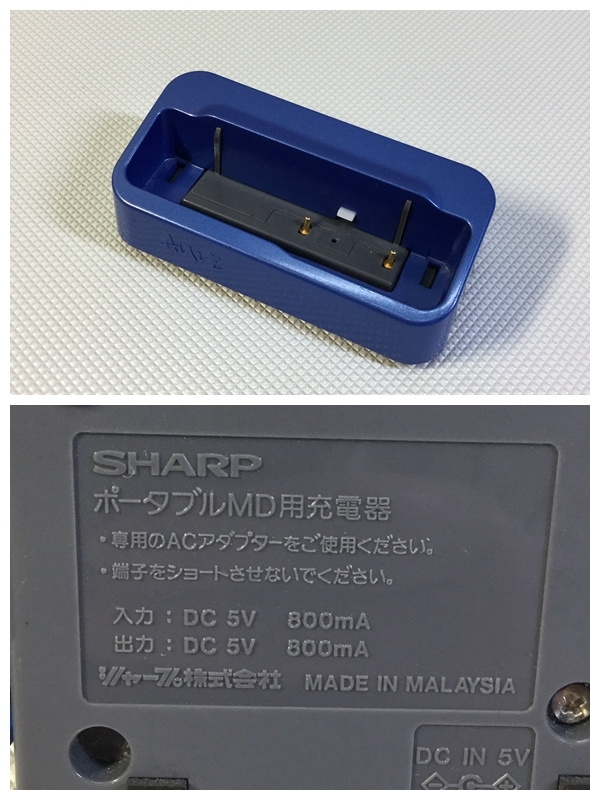 SHARP
ポータブルMD用充電器
・専用のACアダプターをご使用ください。
・端子をショートさせないでください。
入力：DC 5V 800mA
出力：DC 5V 800mA
シャープ株式会社 MADE IN MALAYSIA
DC IN 5V